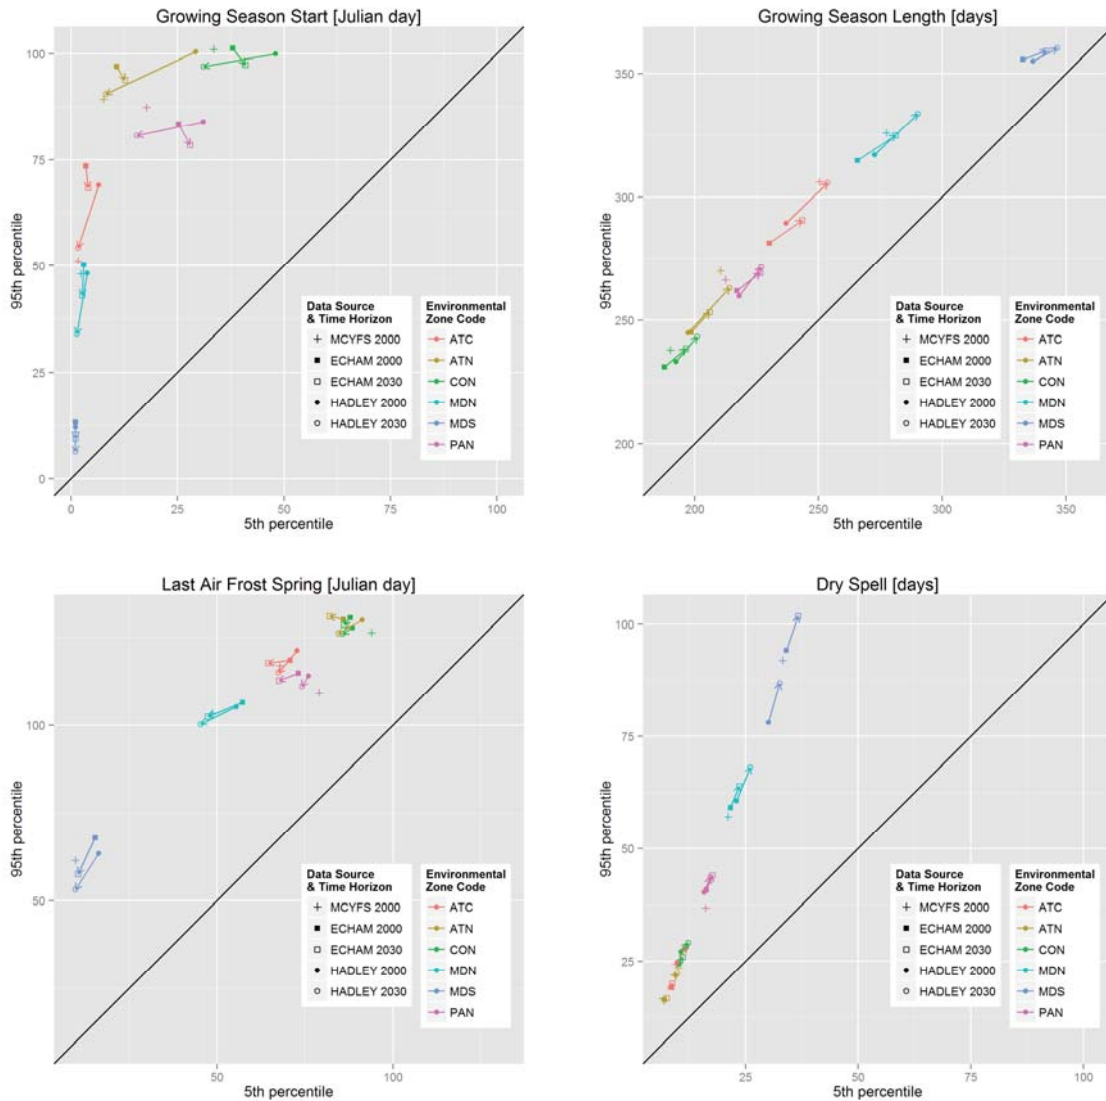 Growing Season Start [Julian day]
95th percentile
100
75
50
25
0
0 25 50 75 100
5th percentile
Data Source
& Time Horizon
MCYFS 2000
ECHAM 2000
ECHAM 2030
HADLEY 2000
HADLEY 2030
Environmental
Zone Code
ATC
ATN
CON
MDN
MDS
PAN
Growing Season Length [days]
95th percentile
350
300
250
200
200 250 300 350
5th percentile
Data Source
& Time Horizon
MCYFS 2000
ECHAM 2000
ECHAM 2030
HADLEY 2000
HADLEY 2030
Environmental
Zone Code
ATC
ATN
CON
MDN
MDS
PAN
Last Air Frost Spring [Julian day]
95th percentile
100
50
50 100
5th percentile
Data Source
& Time Horizon
MCYFS 2000
ECHAM 2000
ECHAM 2030
HADLEY 2000
HADLEY 2030
Environmental
Zone Code
ATC
ATN
CON
MDN
MDS
PAN
Dry Spell [days]
95th percentile
100
75
50
25
25 50 75 100
5th percentile
Data Source
& Time Horizon
MCYFS 2000
ECHAM 2000
ECHAM 2030
HADLEY 2000
HADLEY 2030
Environmental
Zone Code
ATC
ATN
CON
MDN
MDS
PAN